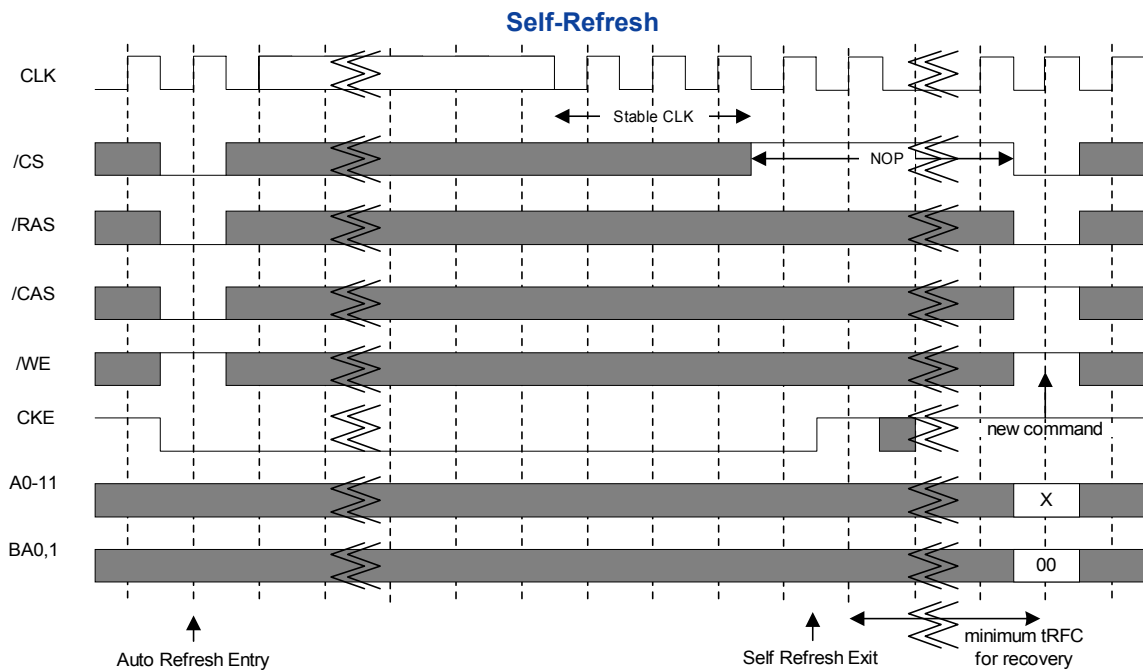 Self-Refresh
CLK
Stable CLK
/CS
NOP
/RAS
/CAS
/WE
CKE
new command
A0-11
X
BA0,1
00
Auto Refresh Entry
Self Refresh Exit
minimum tRFC
for recovery